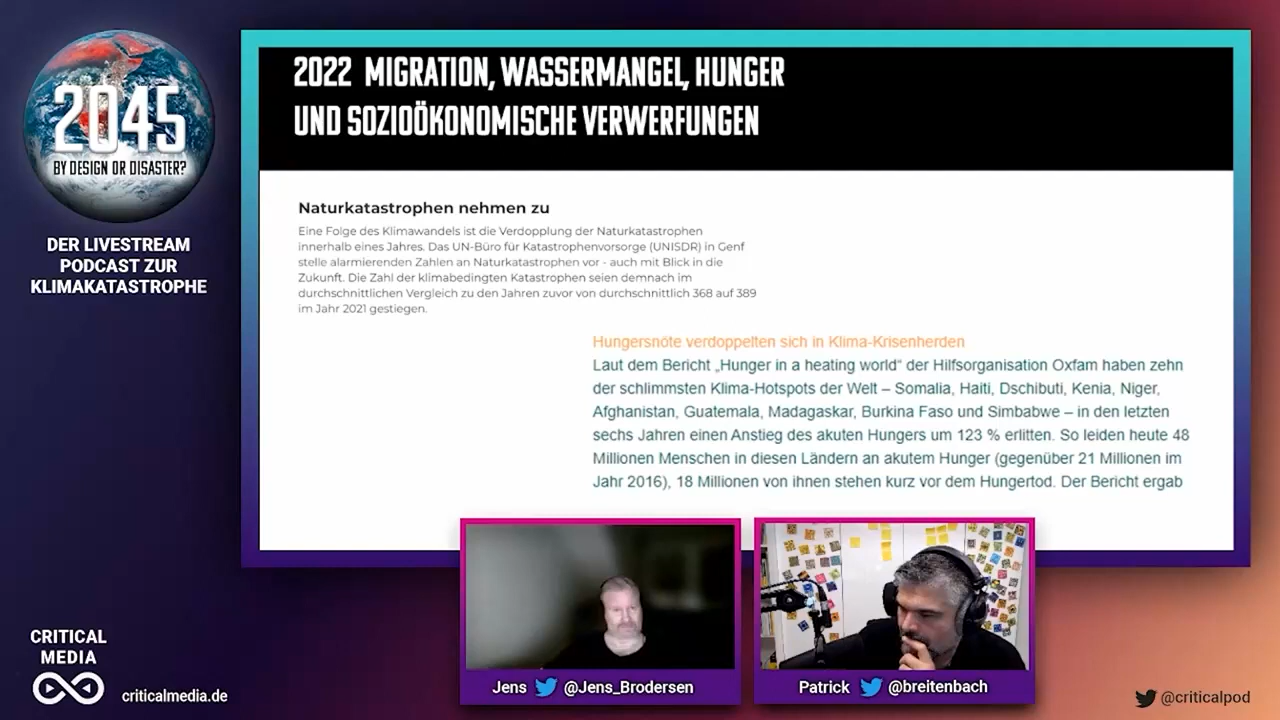 2045
BY DESIGN OR DISASTER?
DER LIVESTREAM
PODCAST ZUR
KLIMAKATASTROPHE
2022 MIGRATION, WASSERMANGEL, HUNGER
UND SOZIOÖKONOMISCHE VERWERFUNGEN
Naturkatastrophen nehmen zu
Eine Folge des Klimawandels ist die Verdopplung der Naturkatastrophen
innerhalb eines Jahres. Das UN-Büro für Katastrophenvorsorge (UNISDR) in Genf
stelle alarmierenden Zahlen an Naturkatastrophen vor - auch mit Blick in die
Zukunft. Die Zahl der klimabedingten Katastrophen seien demnach im
durchschnittlichen Vergleich zu den Jahren zuvor von durchschnittlich 368 auf 389
im Jahr 2021 gestiegen.
Hungersnöte verdoppelten sich in Klima-Krisenherden
Laut dem Bericht „Hunger in a heating world“ der Hilfsorganisation Oxfam haben zehn
der schlimmsten Klima-Hotspots der Welt – Somalia, Haiti, Dschibuti, Kenia, Niger,
Afghanistan, Guatemala, Madagaskar, Burkina Faso und Simbabwe – in den letzten
sechs Jahren einen Anstieg des akuten Hungers um 123 % erlitten. So leiden heute 48
Millionen Menschen in diesen Ländern an akutem Hunger (gegenüber 21 Millionen im
Jahr 2016), 18 Millionen von ihnen stehen kurz vor dem Hungertod. Der Bericht ergab
CRITICAL
MEDIA
criticalmedia.de
Jens @Jens_Brodersen
Patrick @breitenbach
@criticalpod